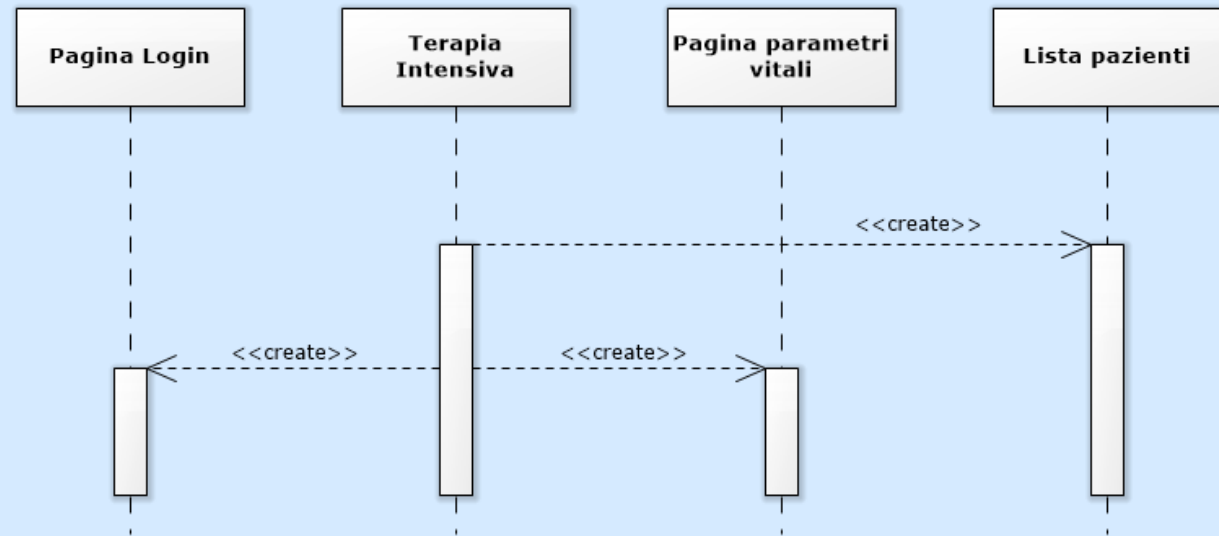 Pagina Login
Terapia
Intensiva
Pagina parametri
vitali
Lista pazienti
<<create>>
<<create>>
<<create>>